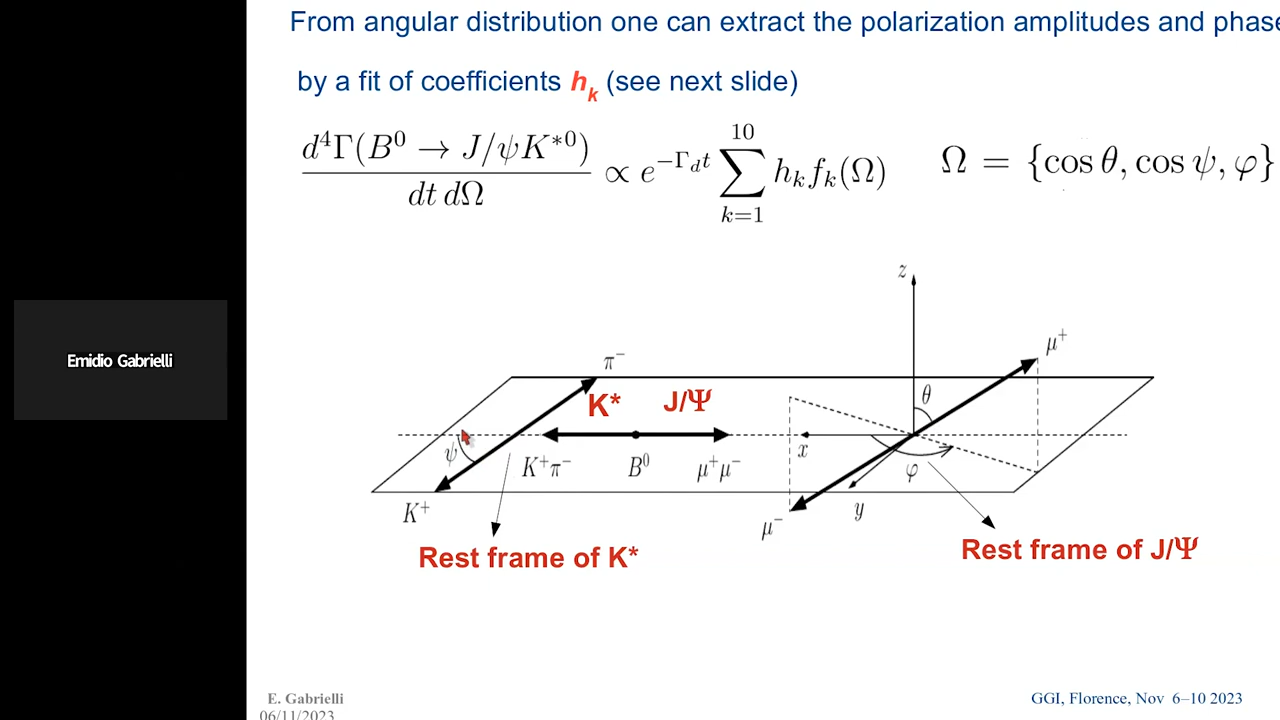 From angular distribution one can extract the polarization amplitudes and phase
by a fit of coefficients h_k (see next slide)
d⁴Γ(B⁰ → J/ψK*⁰) / dt dΩ ∝ e^{−Γ_d t} ∑_{k=1}^{10} h_k f_k(Ω)   Ω = {cos θ, cos ψ, φ}
z
μ⁺
π⁻
θ
K* J/Ψ
Emidio Gabrielli
ψ
K⁺π⁻ B⁰ μ⁺μ⁻
x
φ
K⁺
y
μ⁻
Rest frame of K*
Rest frame of J/Ψ
E. Gabrielli
06/11/2023
GGI, Florence, Nov 6–10 2023